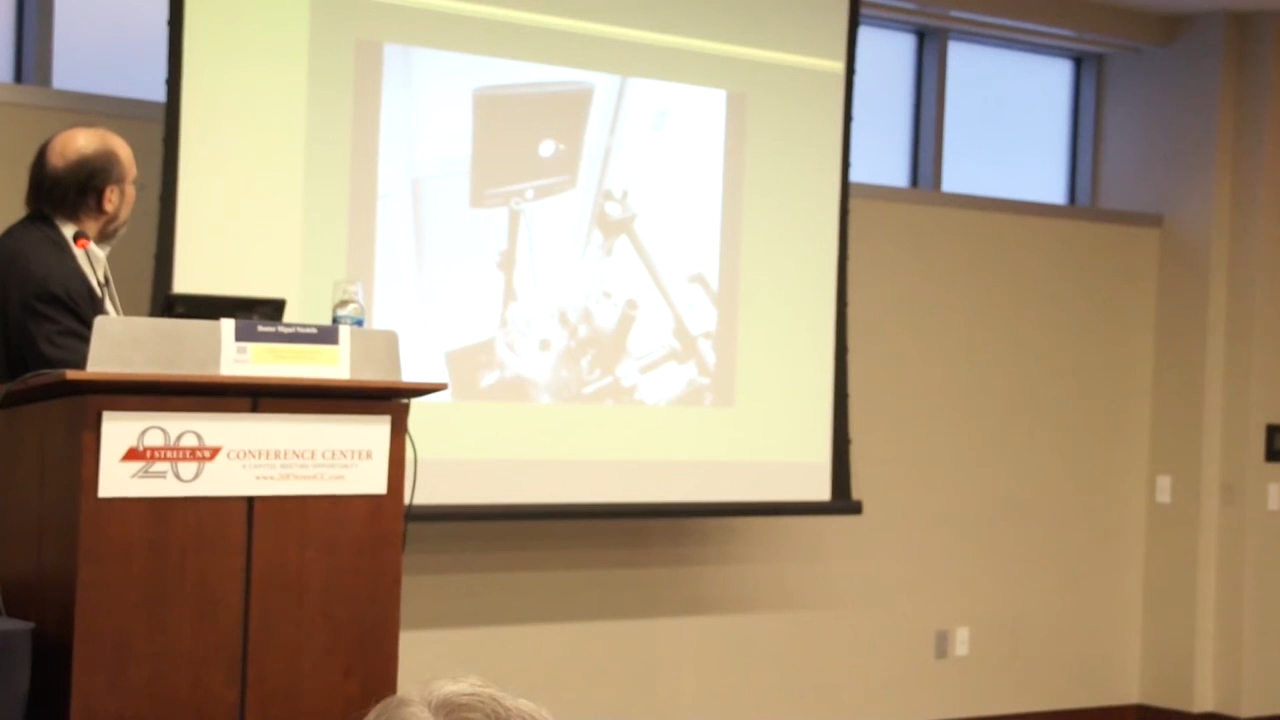 20
F STREET, NW
CONFERENCE CENTER
A CAPITOL MEETING OPPORTUNITY
www.20FStreetCC.com